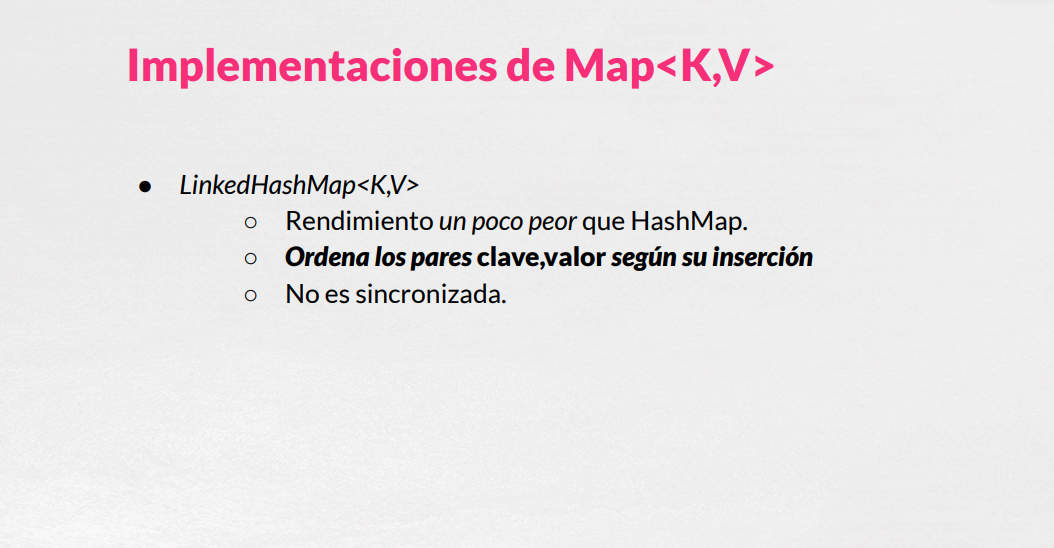 Implementaciones de Map<K,V>
● LinkedHashMap<K,V>
○ Rendimiento un poco peor que HashMap.
○ Ordena los pares clave,valor según su inserción
○ No es sincronizada.